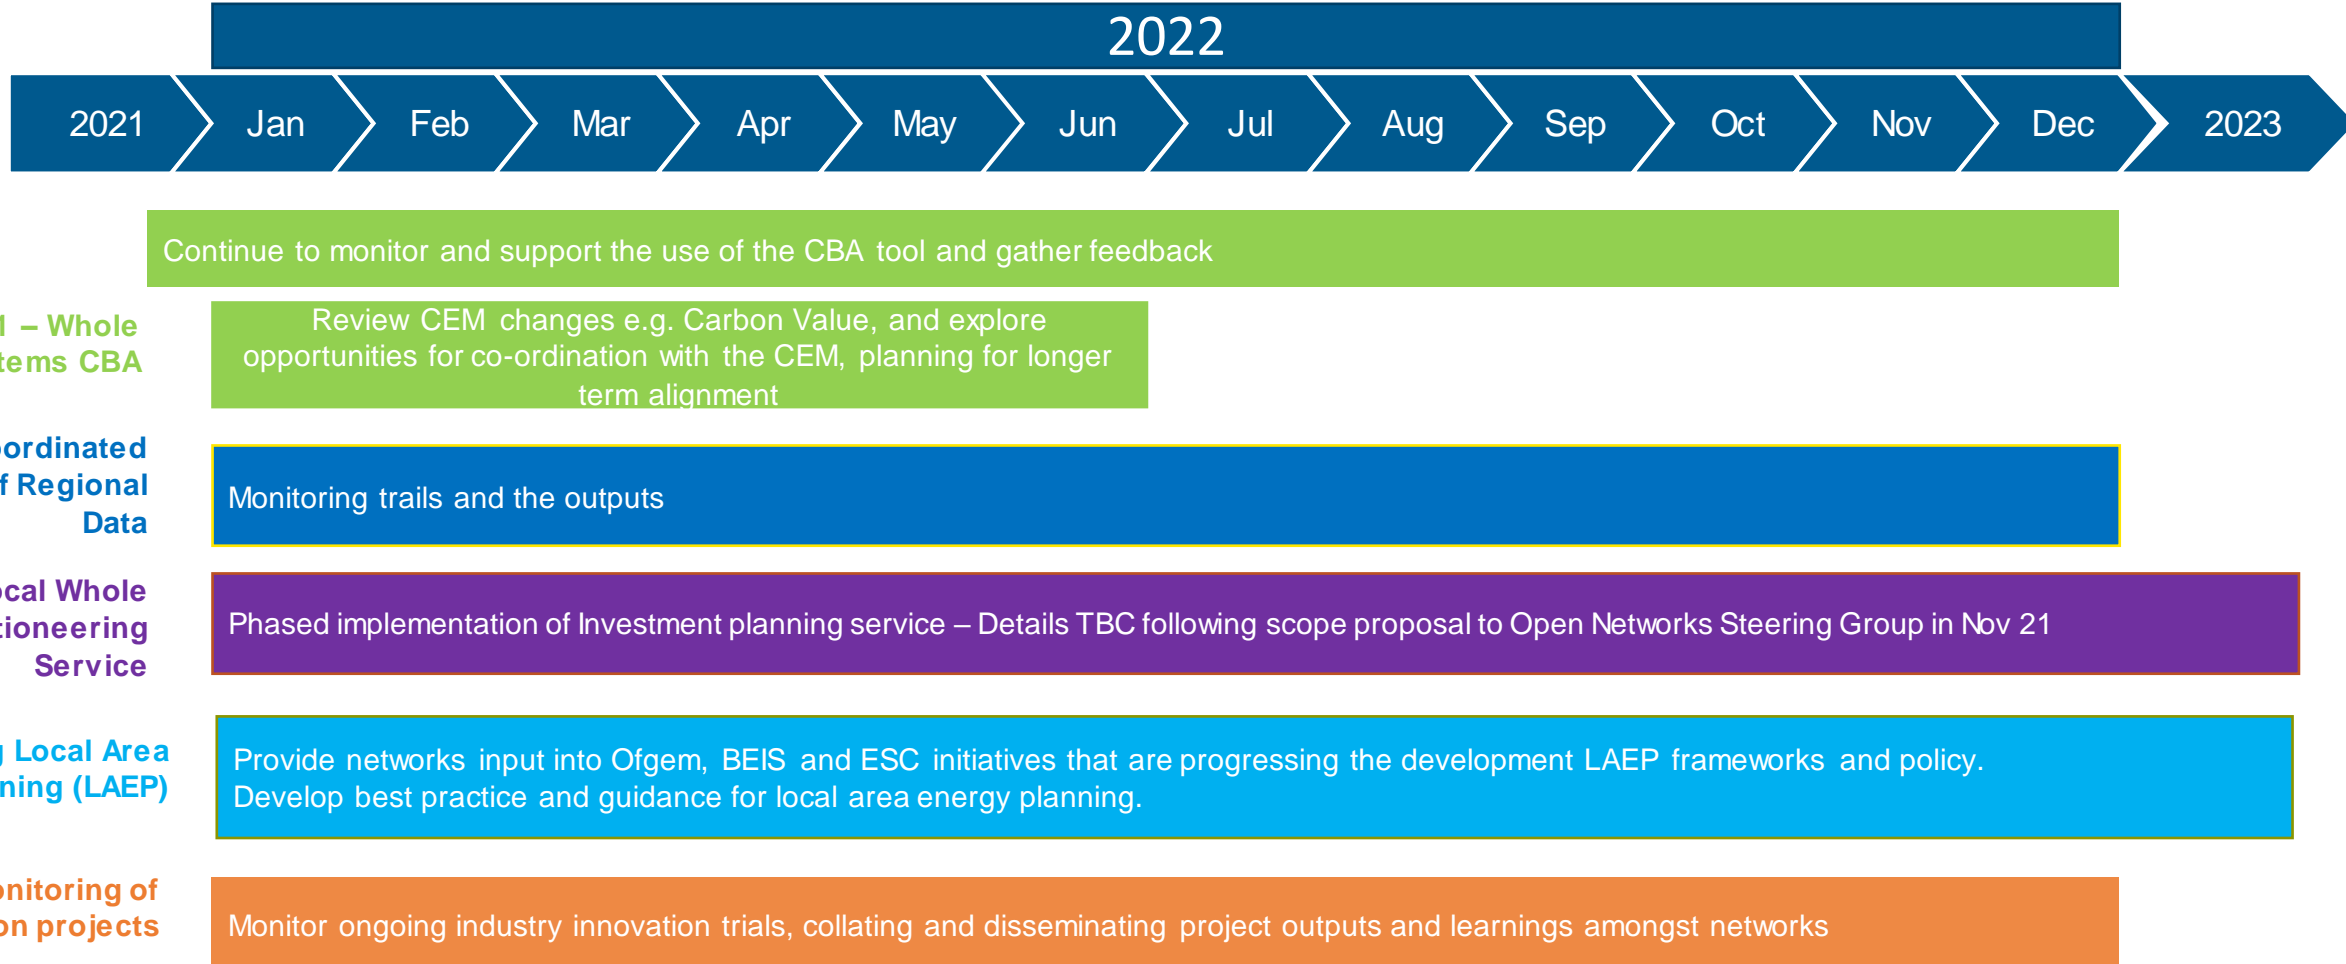 2022
2021 Jan Feb Mar Apr May Jun Jul Aug Sep Oct Nov Dec 2023
Continue to monitor and support the use of the CBA tool and gather feedback
1 – Whole
tems CBA
Review CEM changes e.g. Carbon Value, and explore
opportunities for co-ordination with the CEM, planning for longer
term alignment
ordinated
f Regional
Data
Monitoring trails and the outputs
ocal Whole
tioneering
Service
Phased implementation of Investment planning service – Details TBC following scope proposal to Open Networks Steering Group in Nov 21
g Local Area
ning (LAEP)
Provide networks input into Ofgem, BEIS and ESC initiatives that are progressing the development LAEP frameworks and policy.
Develop best practice and guidance for local area energy planning.
onitoring of
on projects
Monitor ongoing industry innovation trials, collating and disseminating project outputs and learnings amongst networks